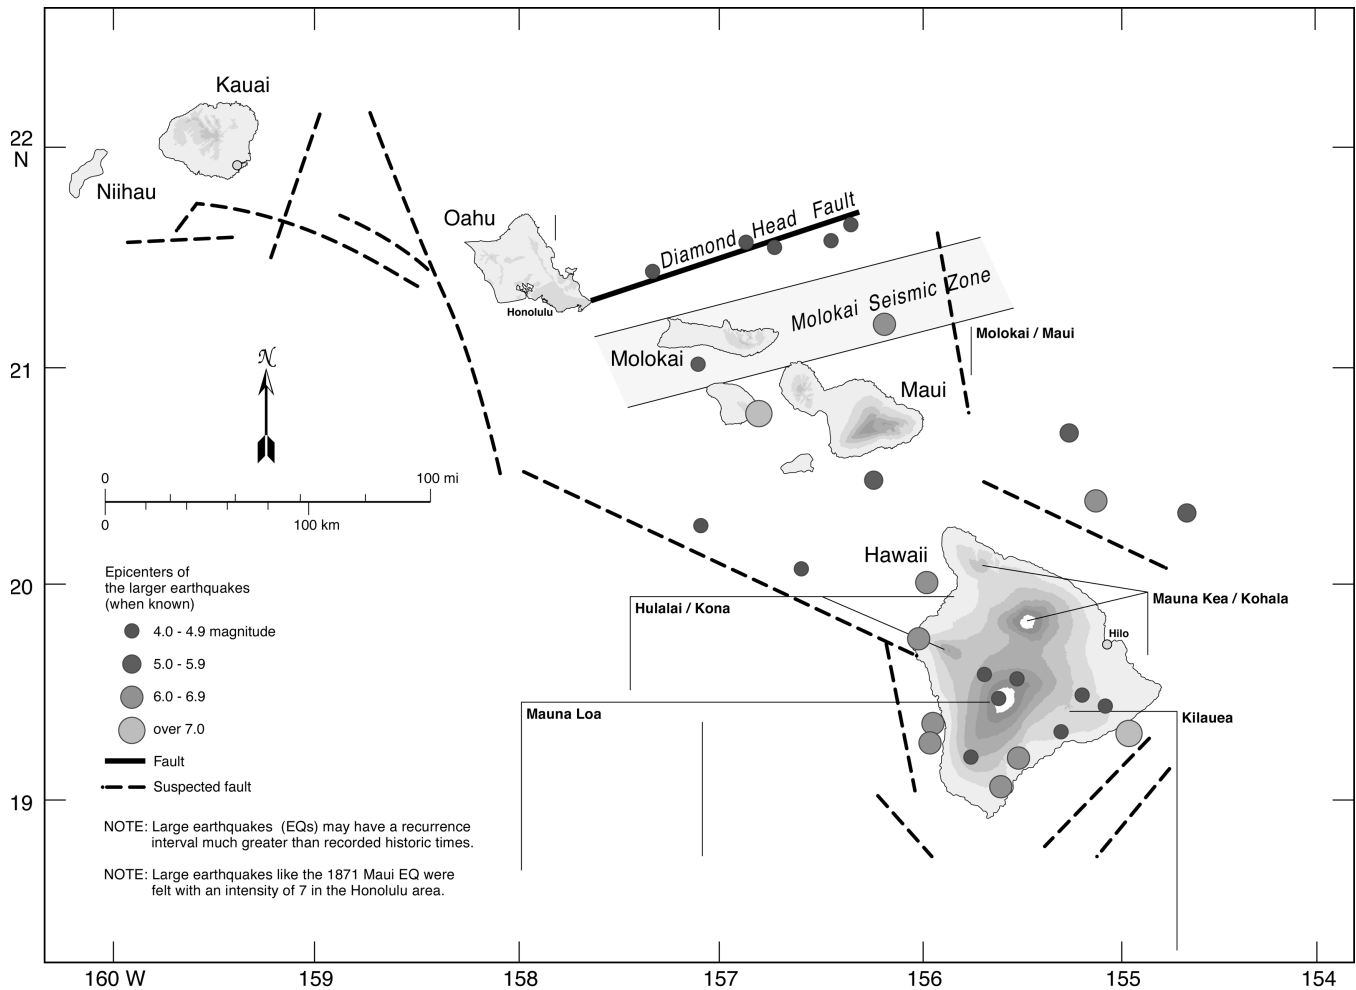 Kauai
22
N
Niihau
Oahu
Diamond Head Fault
Molokai Seismic Zone
Honolulu
Molokai / Maui
Molokai
21
Maui
N
0 100 mi
0 100 km
Hawaii
Epicenters of
the larger earthquakes
(when known)
20
Hulalai / Kona
Mauna Kea / Kohala
4.0 - 4.9 magnitude
Hilo
5.0 - 5.9
6.0 - 6.9
Mauna Loa
Kilauea
over 7.0
Fault
Suspected fault
19
NOTE: Large earthquakes (EQs) may have a recurrence
interval much greater than recorded historic times.
NOTE: Large earthquakes like the 1871 Maui EQ were
felt with an intensity of 7 in the Honolulu area.
160 W 159 158 157 156 155 154